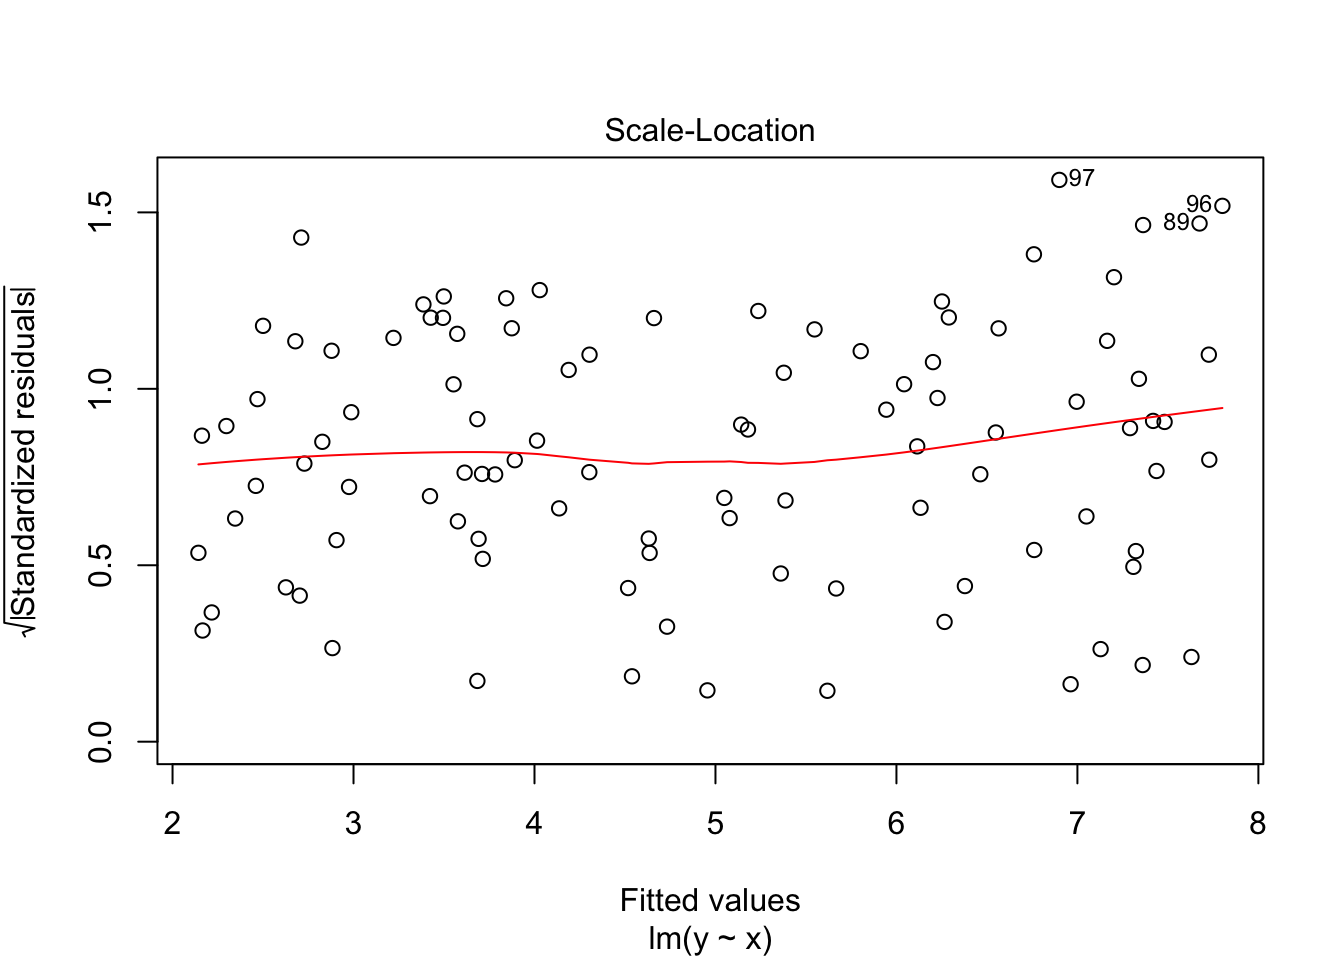 Scale-Location
√|Standardized residuals|
1.5
1.0
0.5
0.0
97
96
89
2 3 4 5 6 7 8
Fitted values
lm(y ~ x)